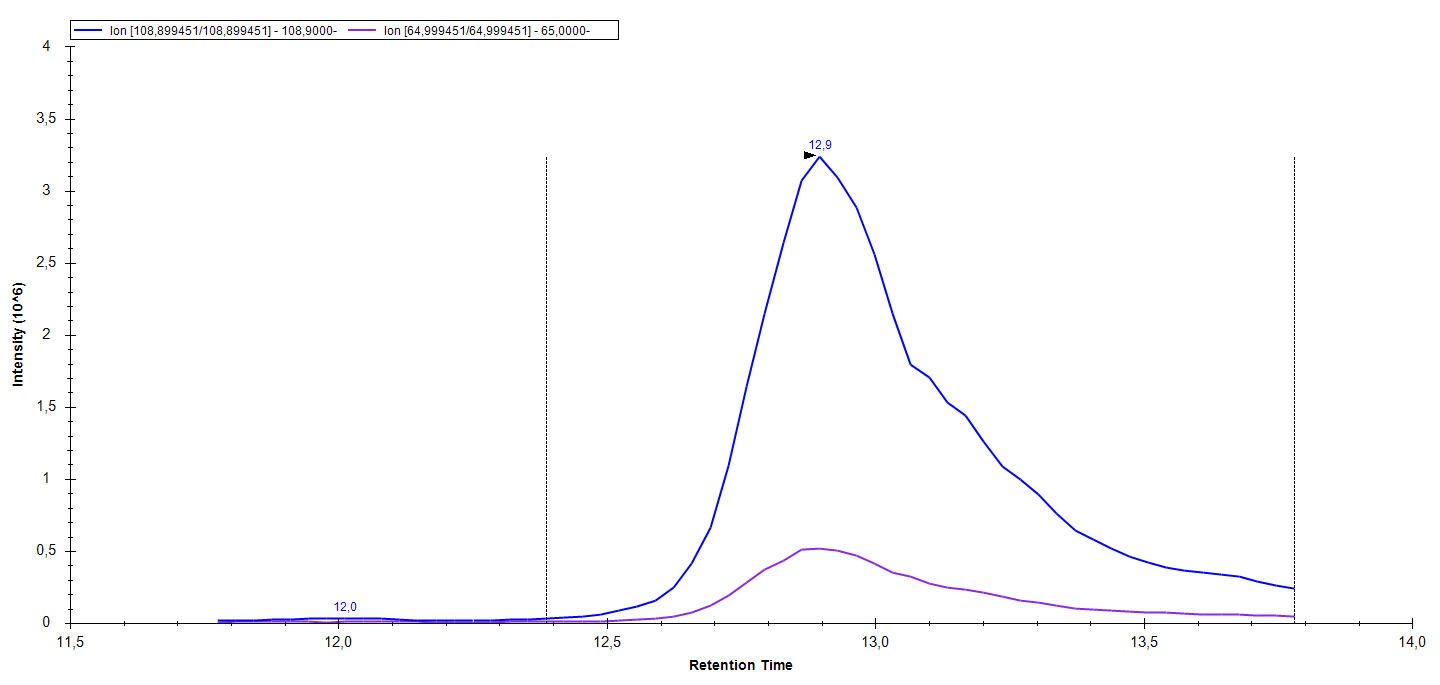 Ion [108,899451/108,899451] - 108,9000- Ion [64,999451/64,999451] - 65,0000-
4
3,5
3
2,5
2
1,5
1
0,5
0
Intensity (10^6)
12,9
12,0
11,5 12,0 12,5 13,0 13,5 14,0
Retention Time